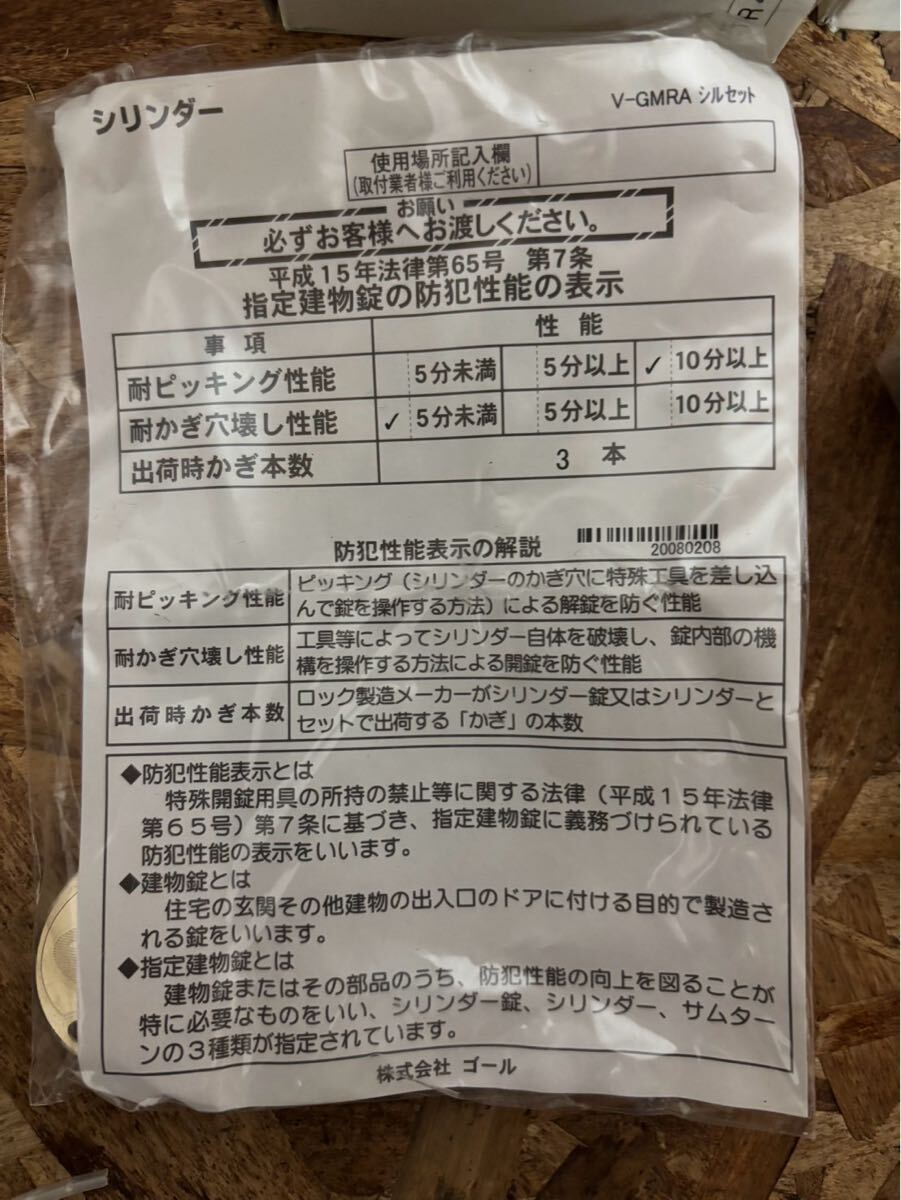 シリンダー
V-GMRA シルセット
使用場所記入欄
(取付業者様ご利用ください)
お願い
必ずお客様へお渡しください。
平成15年法律第65号 第7条
指定建物錠の防犯性能の表示
事項 性能
耐ピッキング性能 5分未満 5分以上 ✓ 10分以上
耐かぎ穴壊し性能 ✓ 5分未満 5分以上 10分以上
出荷時かぎ本数 3 本
防犯性能表示の解説
20080208
耐ピッキング性能
ピッキング(シリンダーのかぎ穴に特殊工具を差し込
んで錠を操作する方法)による解錠を防ぐ性能
耐かぎ穴壊し性能
工具等によってシリンダー自体を破壊し、錠内部の機
構を操作する方法による開錠を防ぐ性能
出荷時かぎ本数
ロック製造メーカーがシリンダー錠又はシリンダーと
セットで出荷する「かぎ」の本数
◆防犯性能表示とは
特殊開錠用具の所持の禁止等に関する法律(平成15年法律
第65号)第7条に基づき、指定建物錠に義務づけられている
防犯性能の表示をいいます。
◆建物錠とは
住宅の玄関その他建物の出入口のドアに付ける目的で製造さ
れる錠をいいます。
◆指定建物錠とは
建物錠またはその部品のうち、防犯性能の向上を図ることが
特に必要なものをいい、シリンダー錠、シリンダー、サムター
ンの3種類が指定されています。
株式会社 ゴール